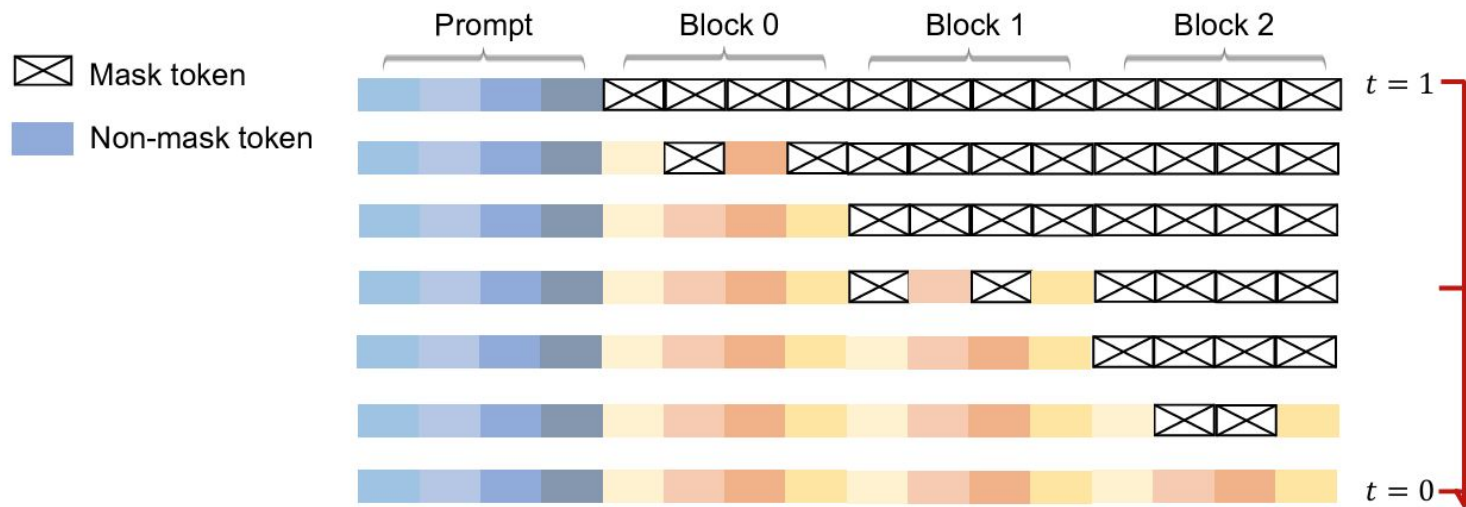 Prompt Block 0 Block 1 Block 2
Mask token
t = 1
Non-mask token
t = 0